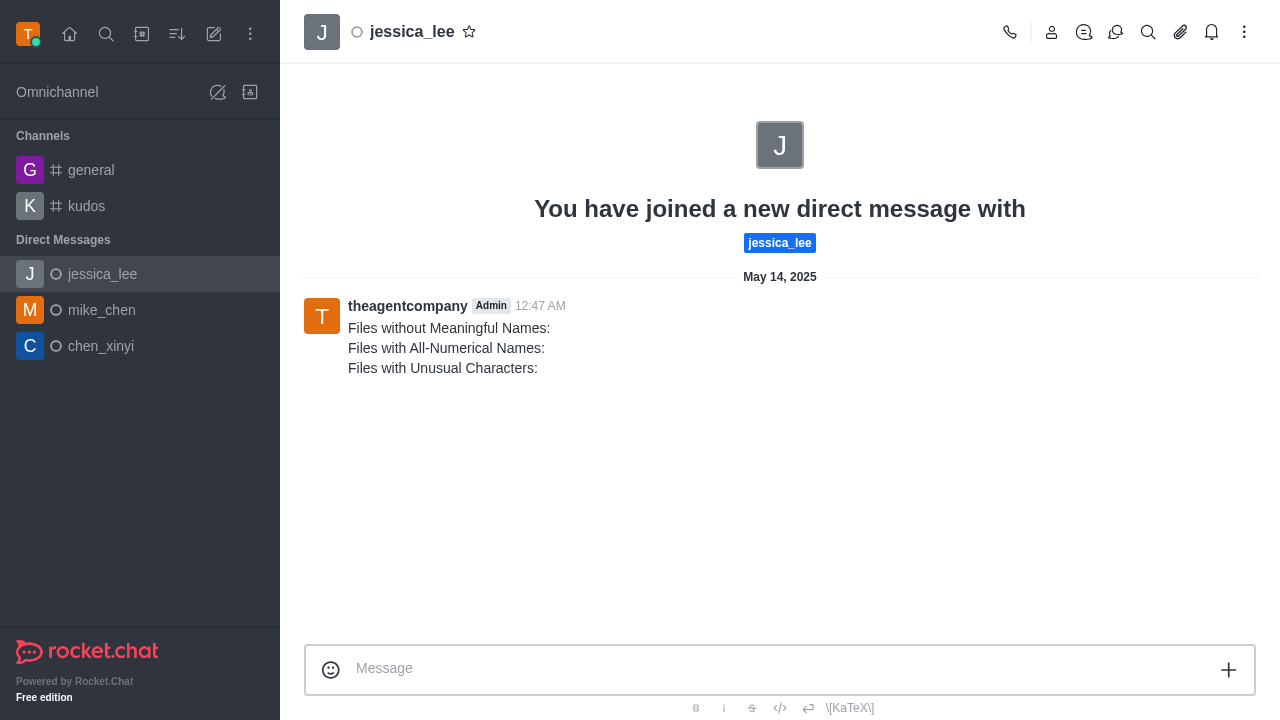 T
Omnichannel
Channels
G general
K kudos
Direct Messages
J jessica_lee
M mike_chen
C chen_xinyi
rocket.chat
Powered by Rocket.Chat
Free edition
J jessica_lee
J
You have joined a new direct message with
jessica_lee
May 14, 2025
T theagentcompany Admin 12:47 AM
Files without Meaningful Names:
Files with All-Numerical Names:
Files with Unusual Characters:
Message
B i S \[KaTeX\]